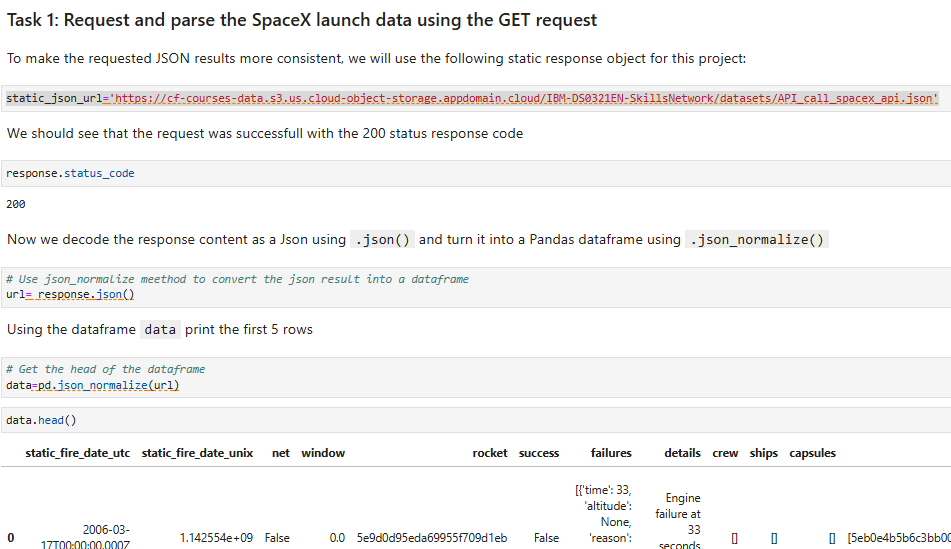 Task 1: Request and parse the SpaceX launch data using the GET request
To make the requested JSON results more consistent, we will use the following static response object for this project:
static_json_url='https://cf-courses-data.s3.us.cloud-object-storage.appdomain.cloud/IBM-DS0321EN-SkillsNetwork/datasets/API_call_spacex_api.json'
We should see that the request was successfull with the 200 status response code
response.status_code
200
Now we decode the response content as a Json using .json() and turn it into a Pandas dataframe using .json_normalize()
# Use json_normalize meethod to convert the json result into a dataframe
url= response.json()
Using the dataframe data print the first 5 rows
# Get the head of the dataframe
data=pd.json_normalize(url)
data.head()
static_fire_date_utc static_fire_date_unix net window rocket success failures details crew ships capsules
[{'time': 33,
'altitude': Engine
None, failure at
2006-03- 'reason': 33
0 17T00:00:00.000Z 1.142554e+09 False 0.0 5e9d0d95eda69955f709d1eb False seconds [] [] [] [5eb0e4b5b6c3bb00